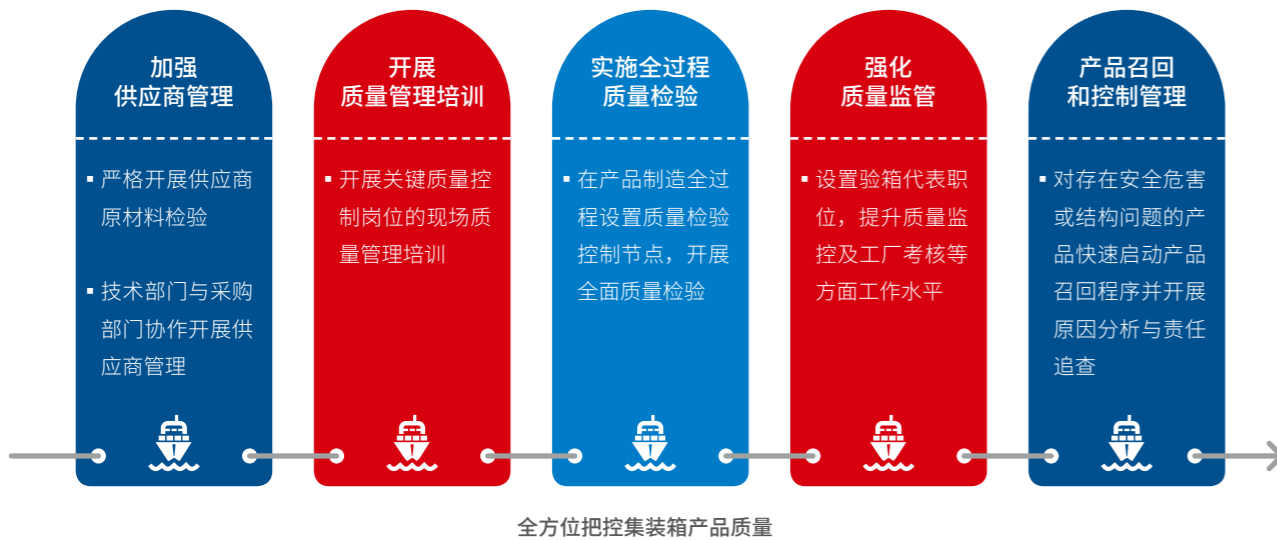 加强
供应商管理
▪ 严格开展供应商
原材料检验
▪ 技术部门与采购
部门协作开展供
应商管理
开展
质量管理培训
▪ 开展关键质量控
制岗位的现场质
量管理培训
实施全过程
质量检验
▪ 在产品制造全过
程设置质量检验
控制节点，开展
全面质量检验
强化
质量监管
▪ 设置验箱代表职
位，提升质量监
控及工厂考核等
方面工作水平
产品召回
和控制管理
▪ 对存在安全危害
或结构问题的产
品快速启动产品
召回程序并开展
原因分析与责任
追查
全方位把控集装箱产品质量